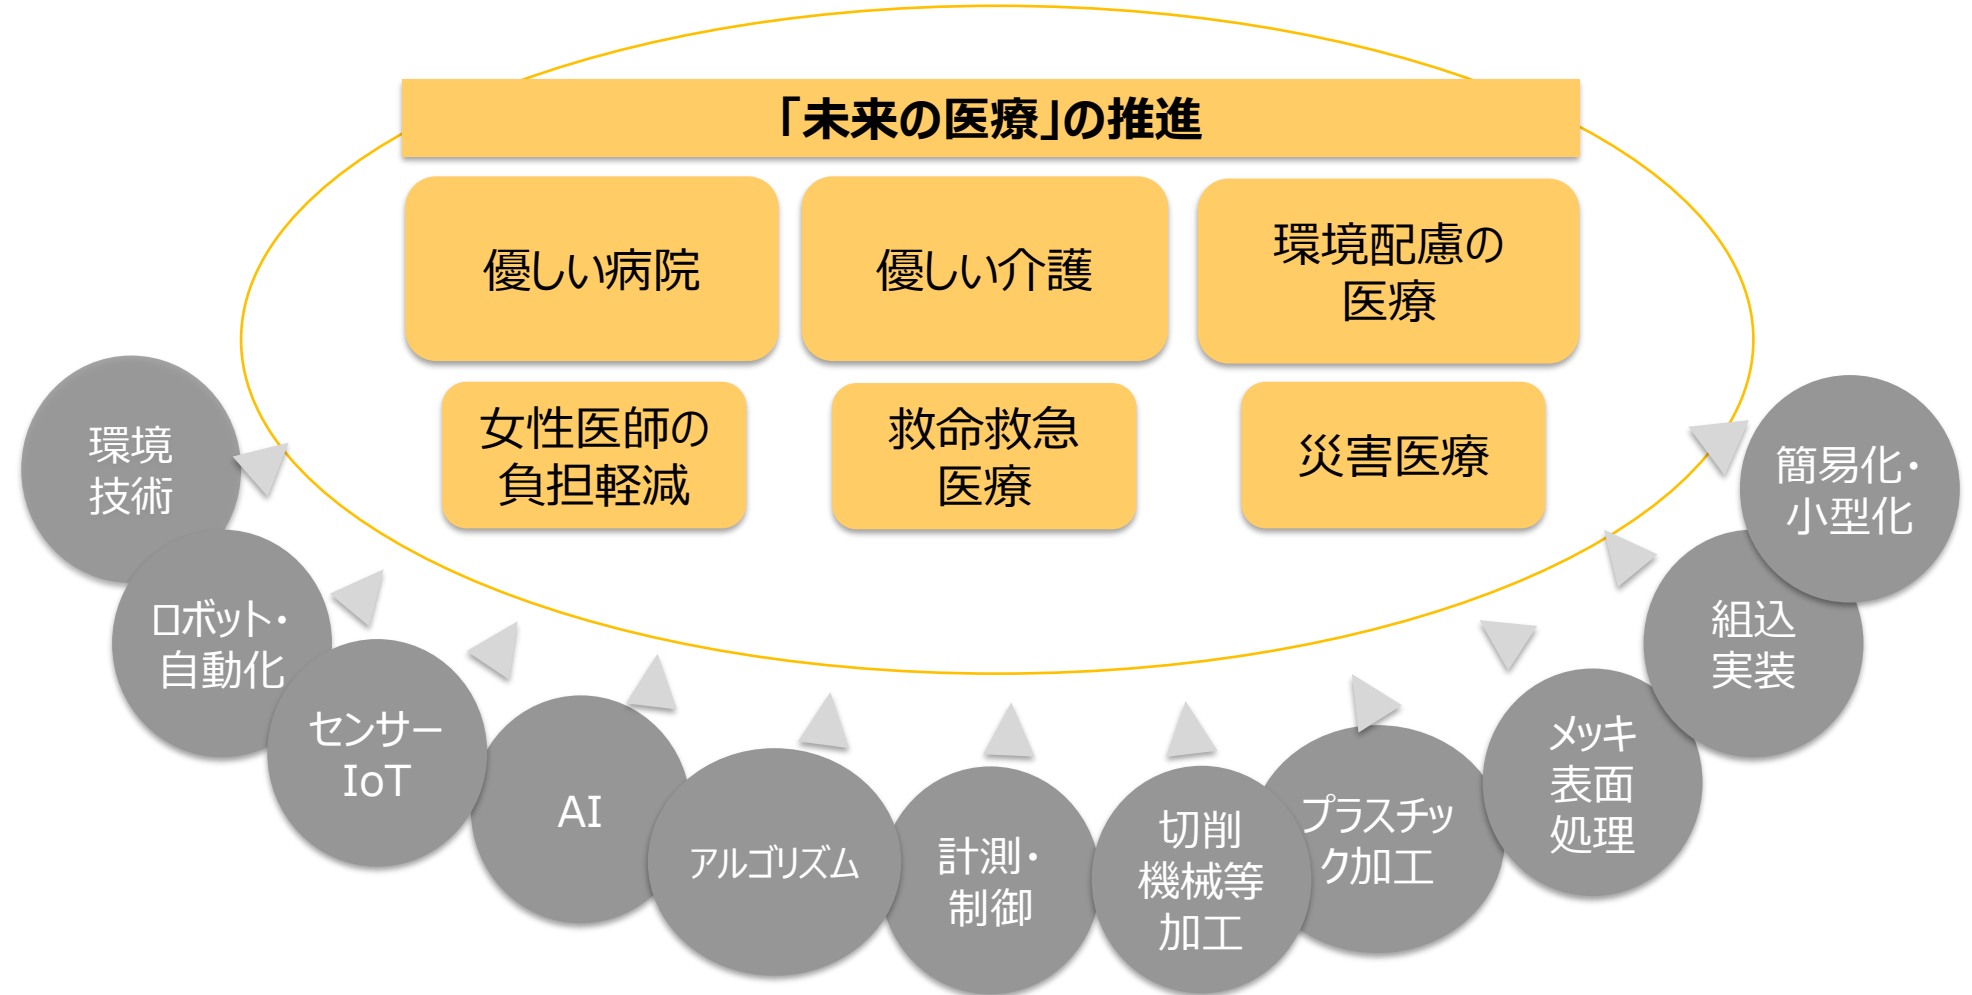 「未来の医療」の推進
優しい病院
優しい介護
環境配慮の
医療
女性医師の
負担軽減
救命救急
医療
災害医療
環境
技術
ロボット・
自動化
センサー
IoT
AI
アルゴリズム
計測・
制御
切削
機械等
加工
プラスチッ
ク加工
メッキ
表面
処理
組込
実装
簡易化・
小型化